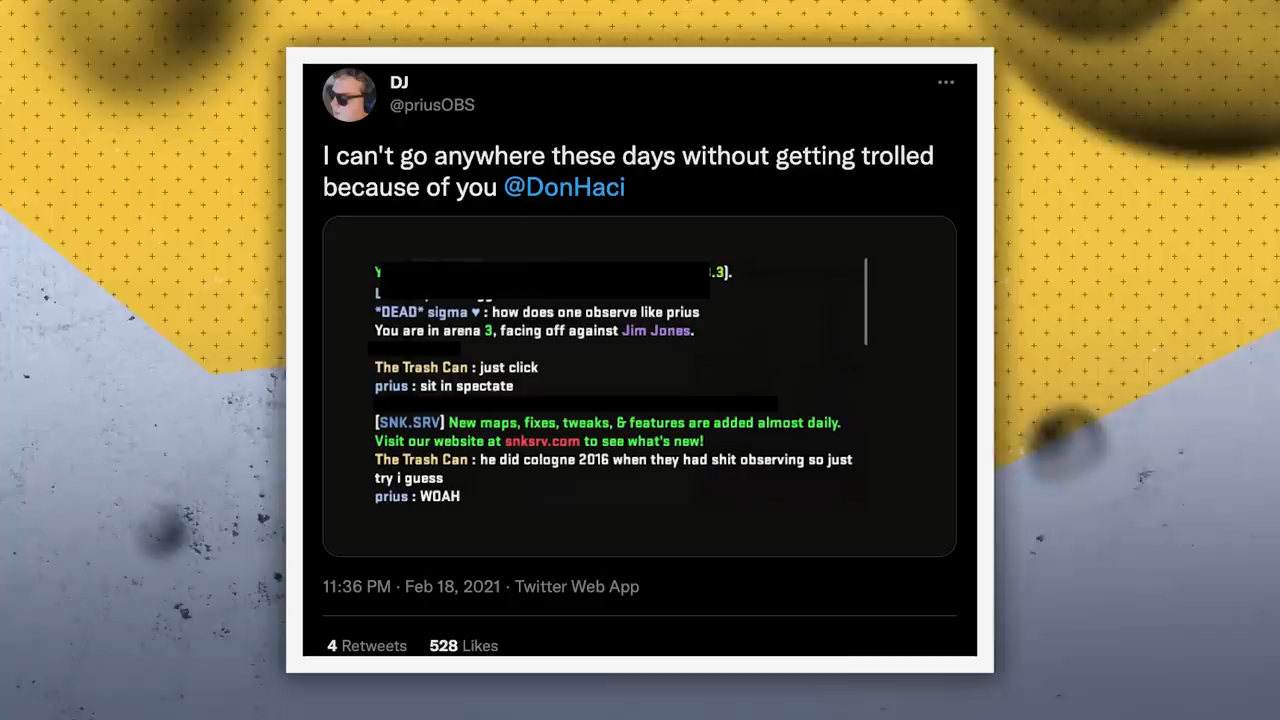 DJ
@priusOBS
I can't go anywhere these days without getting trolled
because of you @DonHaci
.3].
*DEAD* sigma ♥ : how does one observe like prius
You are in arena 3, facing off against Jim Jones.
The Trash Can : just click
prius : sit in spectate
[SNK.SRV] New maps, fixes, tweaks, & features are added almost daily.
Visit our website at snksrv.com to see what's new!
The Trash Can : he did cologne 2016 when they had shit observing so just
try i guess
prius : WOAH
11:36 PM · Feb 18, 2021 · Twitter Web App
4 Retweets 528 Likes